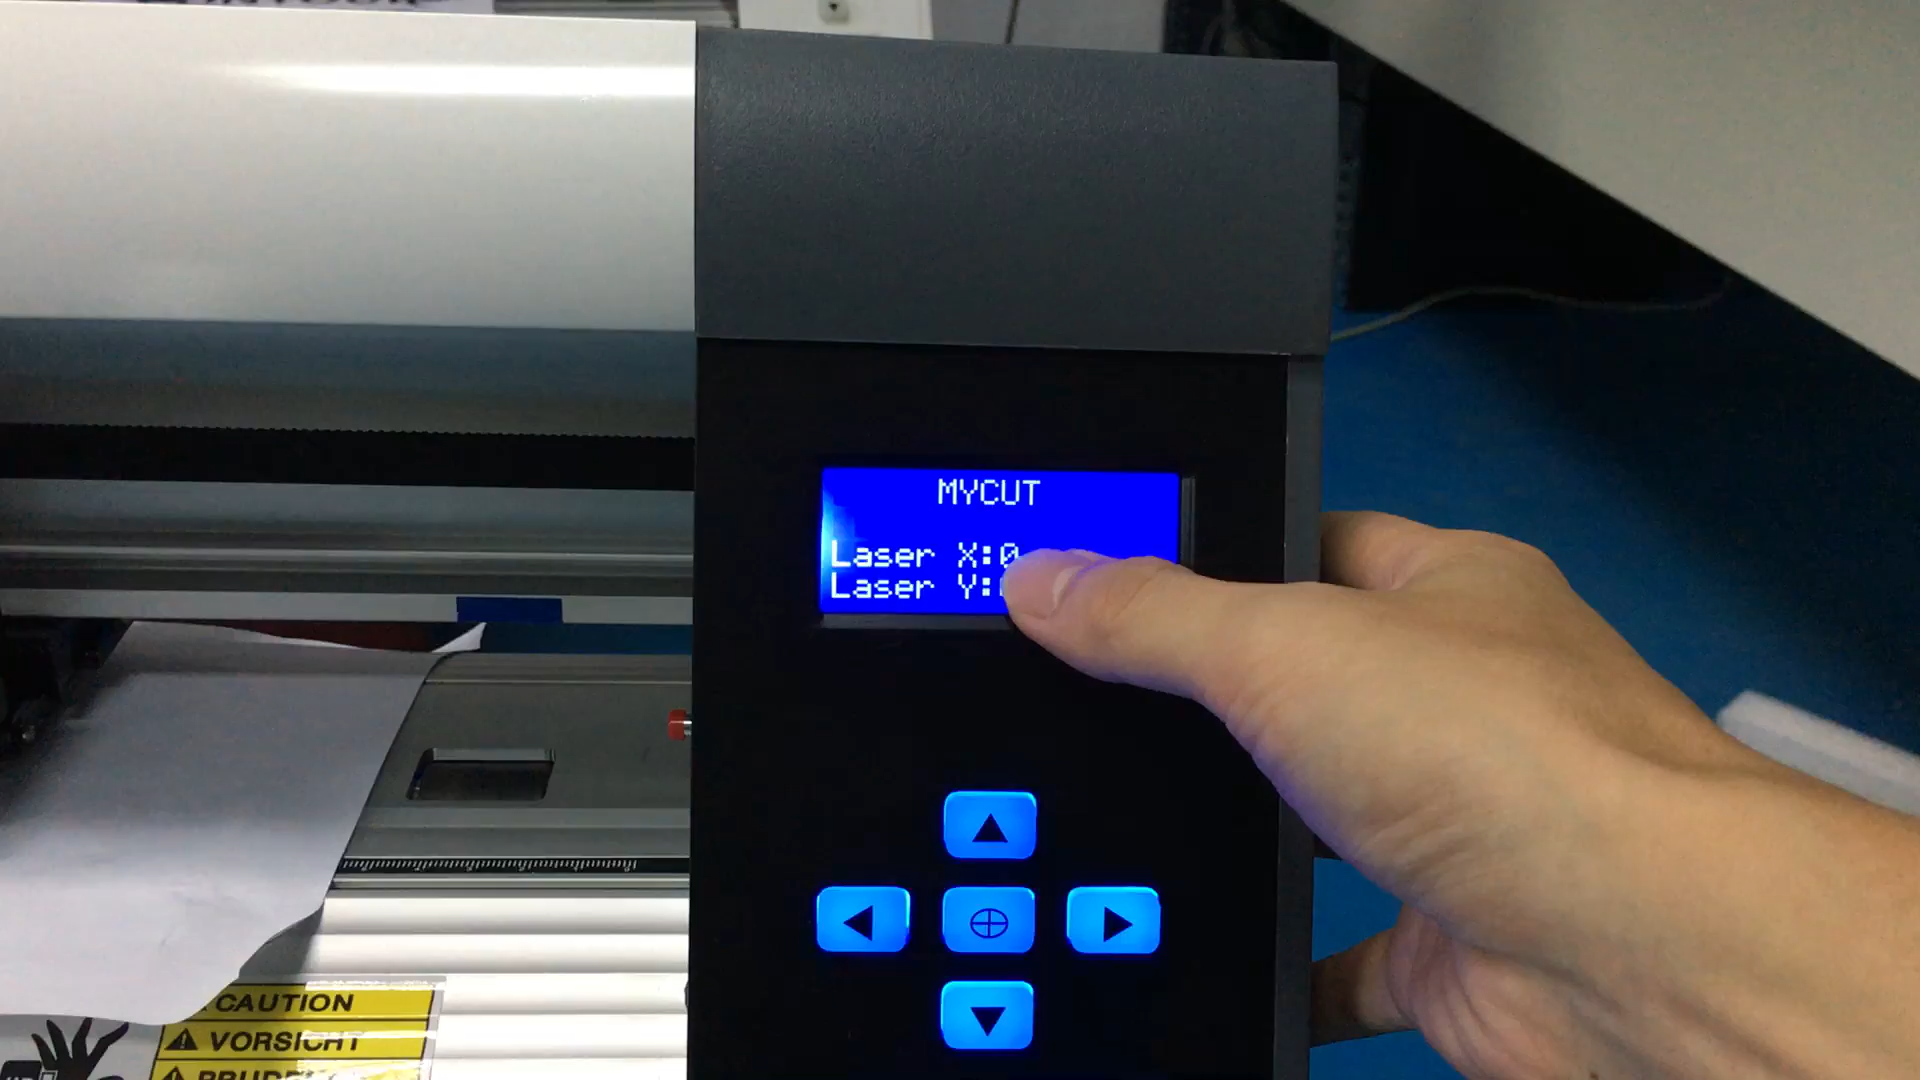 MYCUT
Laser X:0
Laser Y:
CAUTION
VORSICHT